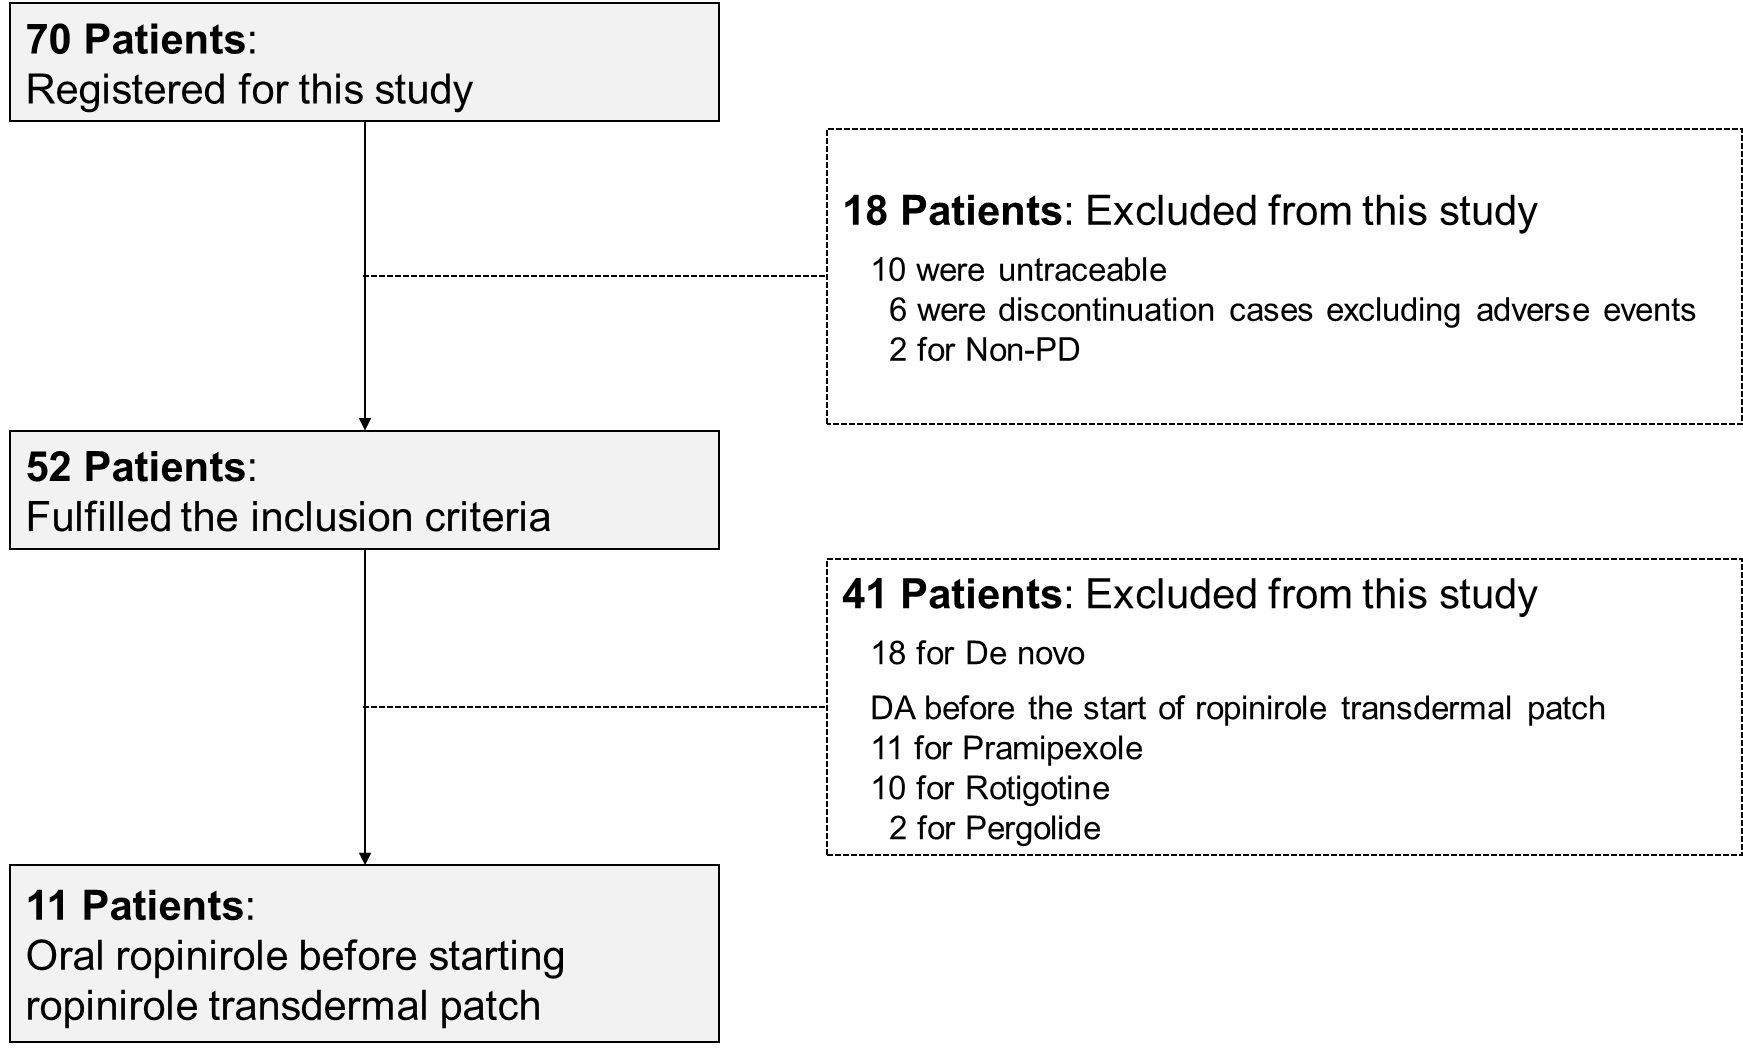 70 Patients:
Registered for this study
18 Patients: Excluded from this study
10 were untraceable
6 were discontinuation cases excluding adverse events
2 for Non-PD
52 Patients:
Fulfilled the inclusion criteria
41 Patients: Excluded from this study
18 for De novo
DA before the start of ropinirole transdermal patch
11 for Pramipexole
10 for Rotigotine
2 for Pergolide
11 Patients:
Oral ropinirole before starting
ropinirole transdermal patch